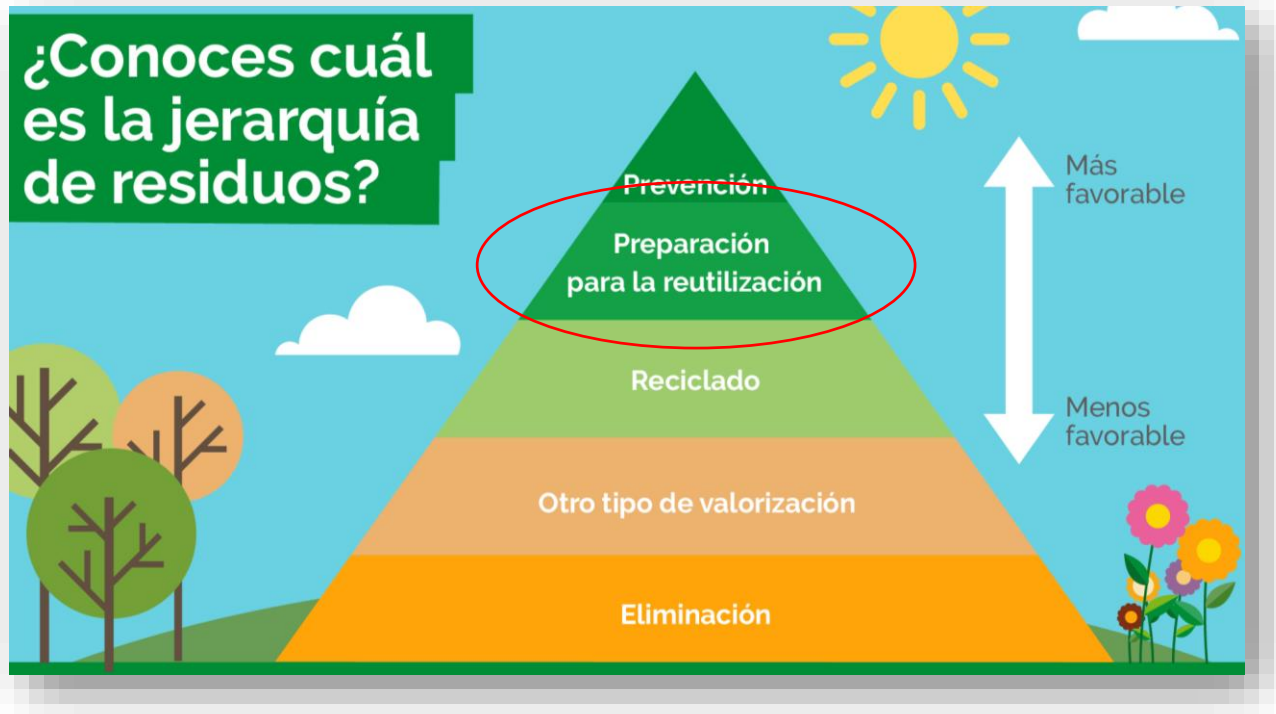 ¿Conoces cuál
es la jerarquía
de residuos?
Prevención
Preparación
para la reutilización
Reciclado
Otro tipo de valorización
Eliminación
Más
favorable
Menos
favorable